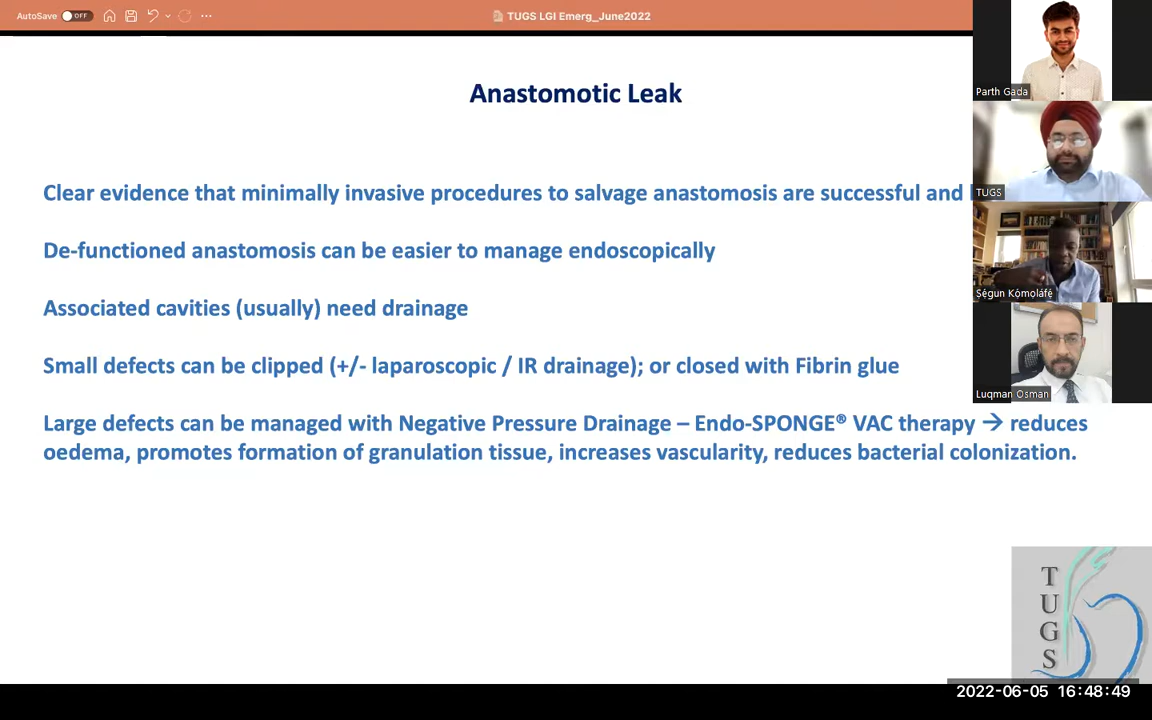 AutoSave OFF
TUGS LGI Emerg_June2022
Anastomotic Leak
Clear evidence that minimally invasive procedures to salvage anastomosis are successful and
De-functioned anastomosis can be easier to manage endoscopically
Associated cavities (usually) need drainage
Small defects can be clipped (+/- laparoscopic / IR drainage); or closed with Fibrin glue
Large defects can be managed with Negative Pressure Drainage – Endo-SPONGE® VAC therapy → reduces
oedema, promotes formation of granulation tissue, increases vascularity, reduces bacterial colonization.
Parth Gada
TUGS
Ṣẹgun Kọmọláfẹ́
Luqman Osman
T
U
G
S
2022-06-05 16:48:49